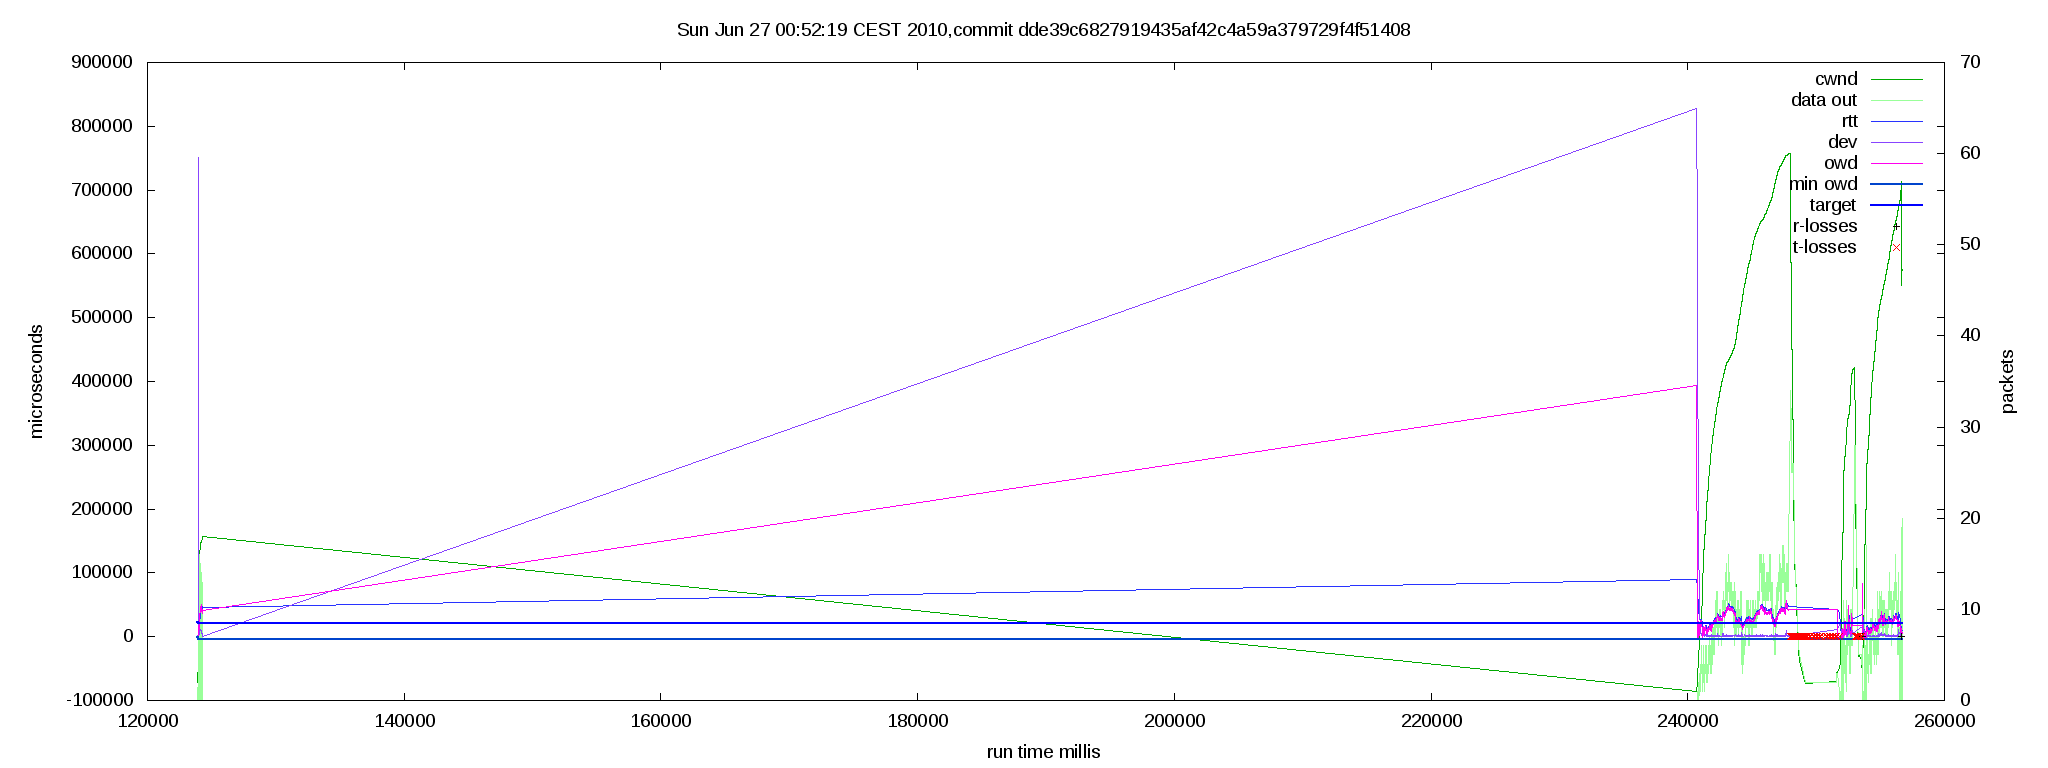 Sun Jun 27 00:52:19 CEST 2010,commit dde39c6827919435af42c4a59a379729f4f51408
900000
800000
700000
600000
500000
400000
300000
200000
100000
0
-100000
microseconds
70
60
50
40
30
20
10
0
packets
cwnd
data out
rtt
dev
owd
min owd
target
r-losses
t-losses
120000 140000 160000 180000 200000 220000 240000 260000
run time millis